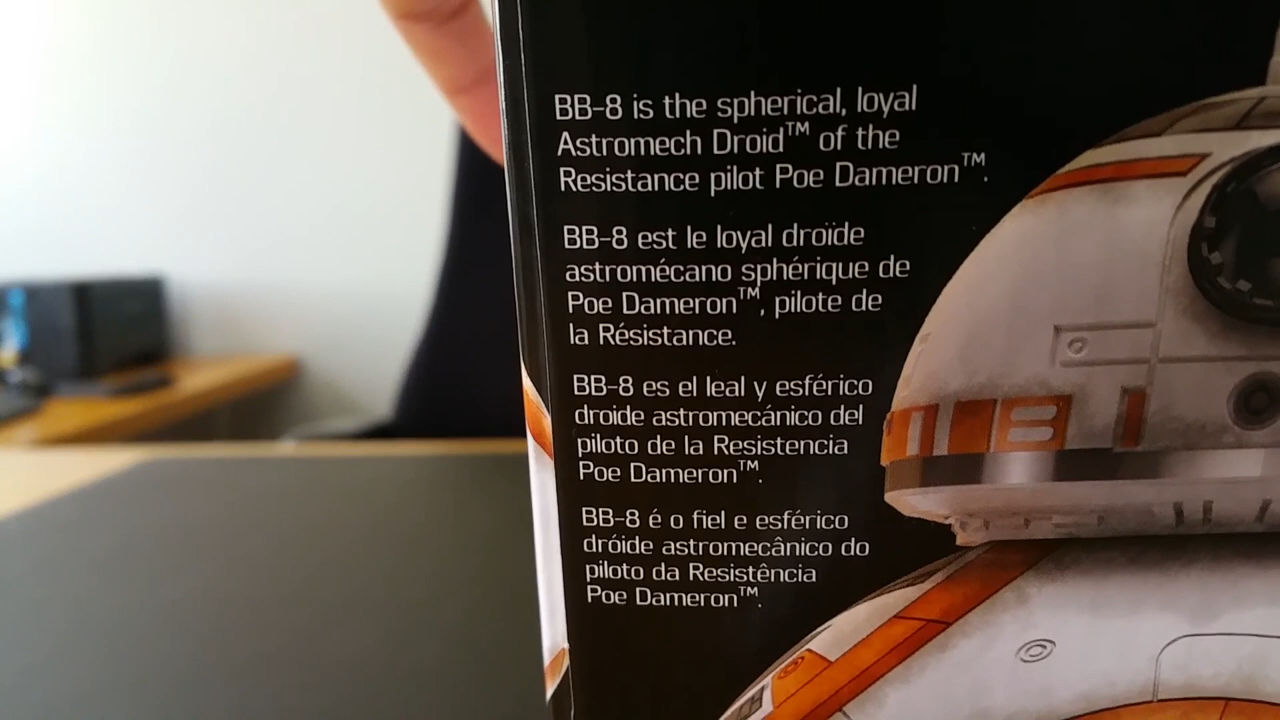 BB-8 is the spherical, loyal
Astromech Droid™ of the
Resistance pilot Poe Dameron™.
BB-8 est le loyal droïde
astromécano sphérique de
Poe Dameron™, pilote de
la Résistance.
BB-8 es el leal y esférico
droide astromecánico del
piloto de la Resistencia
Poe Dameron™.
BB-8 é o fiel e esférico
dróide astromecânico do
piloto da Resistência
Poe Dameron™.